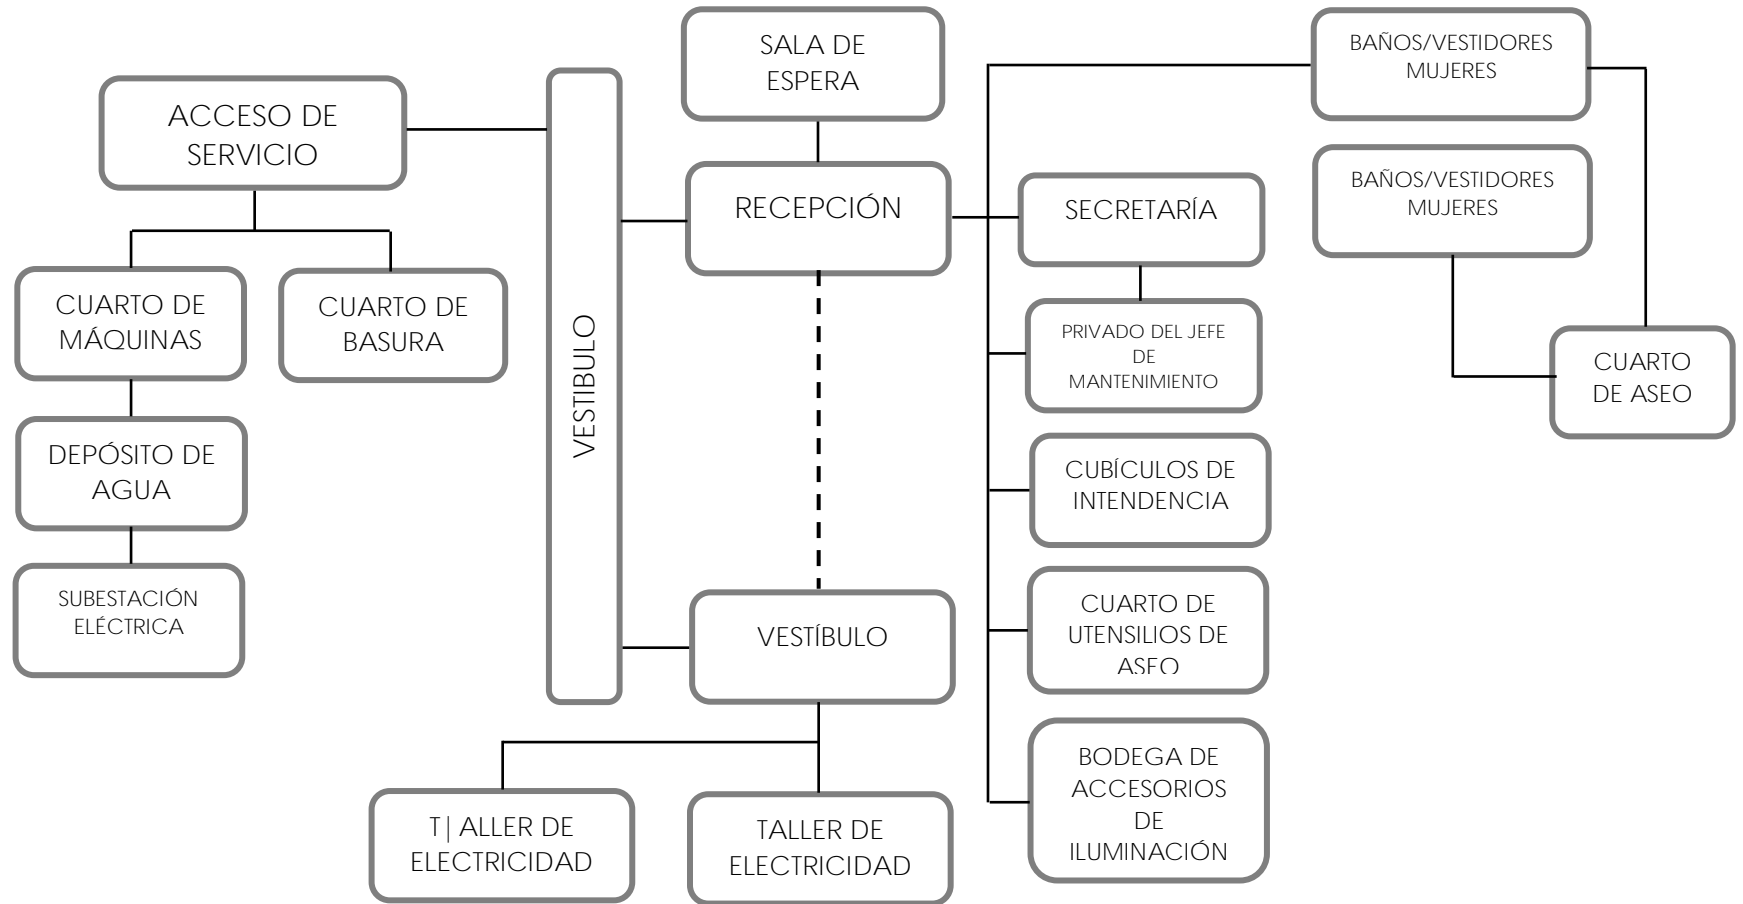 SALA DE
ESPERA
BAÑOS/VESTIDORES
MUJERES
ACCESO DE
SERVICIO
BAÑOS/VESTIDORES
MUJERES
RECEPCIÓN
SECRETARÍA
CUARTO DE
MÁQUINAS
CUARTO DE
BASURA
VESTIBULO
PRIVADO DEL JEFE
DE
MANTENIMIENTO
CUARTO
DE ASEO
DEPÓSITO DE
AGUA
CUBÍCULOS DE
INTENDENCIA
SUBESTACIÓN
ELÉCTRICA
VESTÍBULO
CUARTO DE
UTENSILIOS DE
ASEO
BODEGA DE
ACCESORIOS
DE
ILUMINACIÓN
T|ALLER DE
ELECTRICIDAD
TALLER DE
ELECTRICIDAD